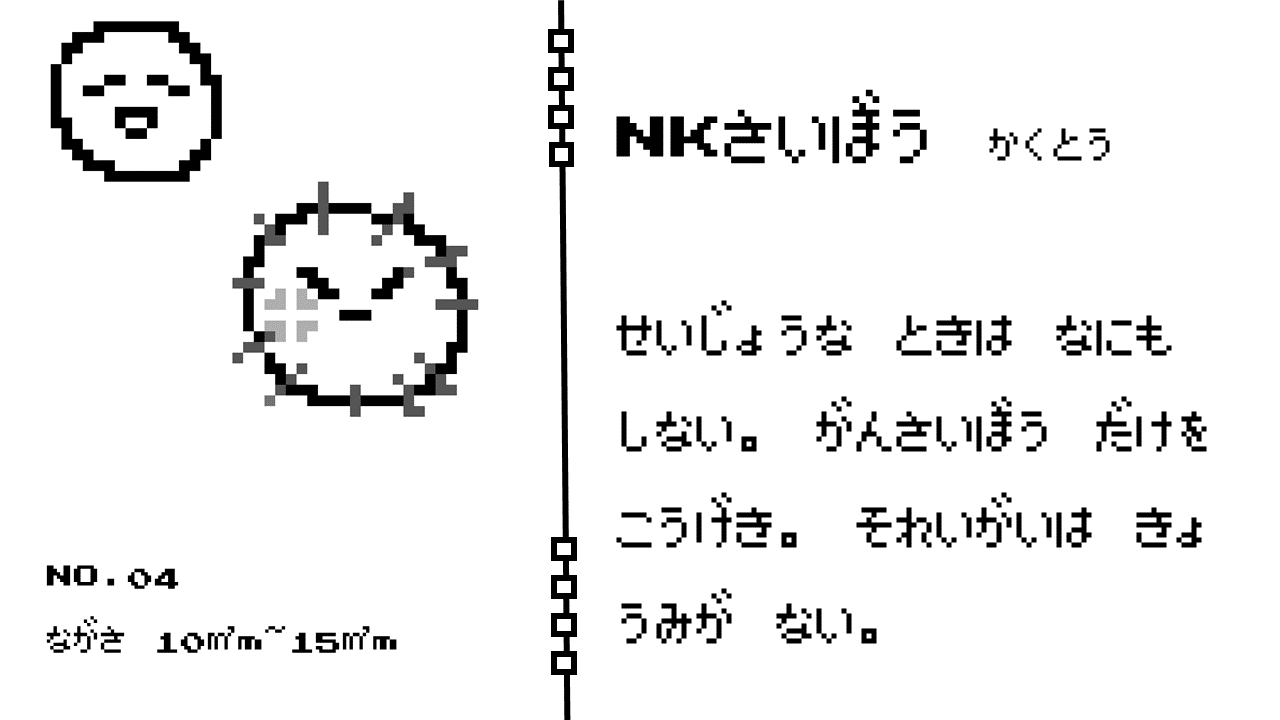 NKさいぼう かくとう
せいじょうな ときは なにも
しない。 がんさいぼう だけを
こうげき。 それいがいは きょ
うみが ない。
NO.04
ながさ 10㎡m~15㎡m